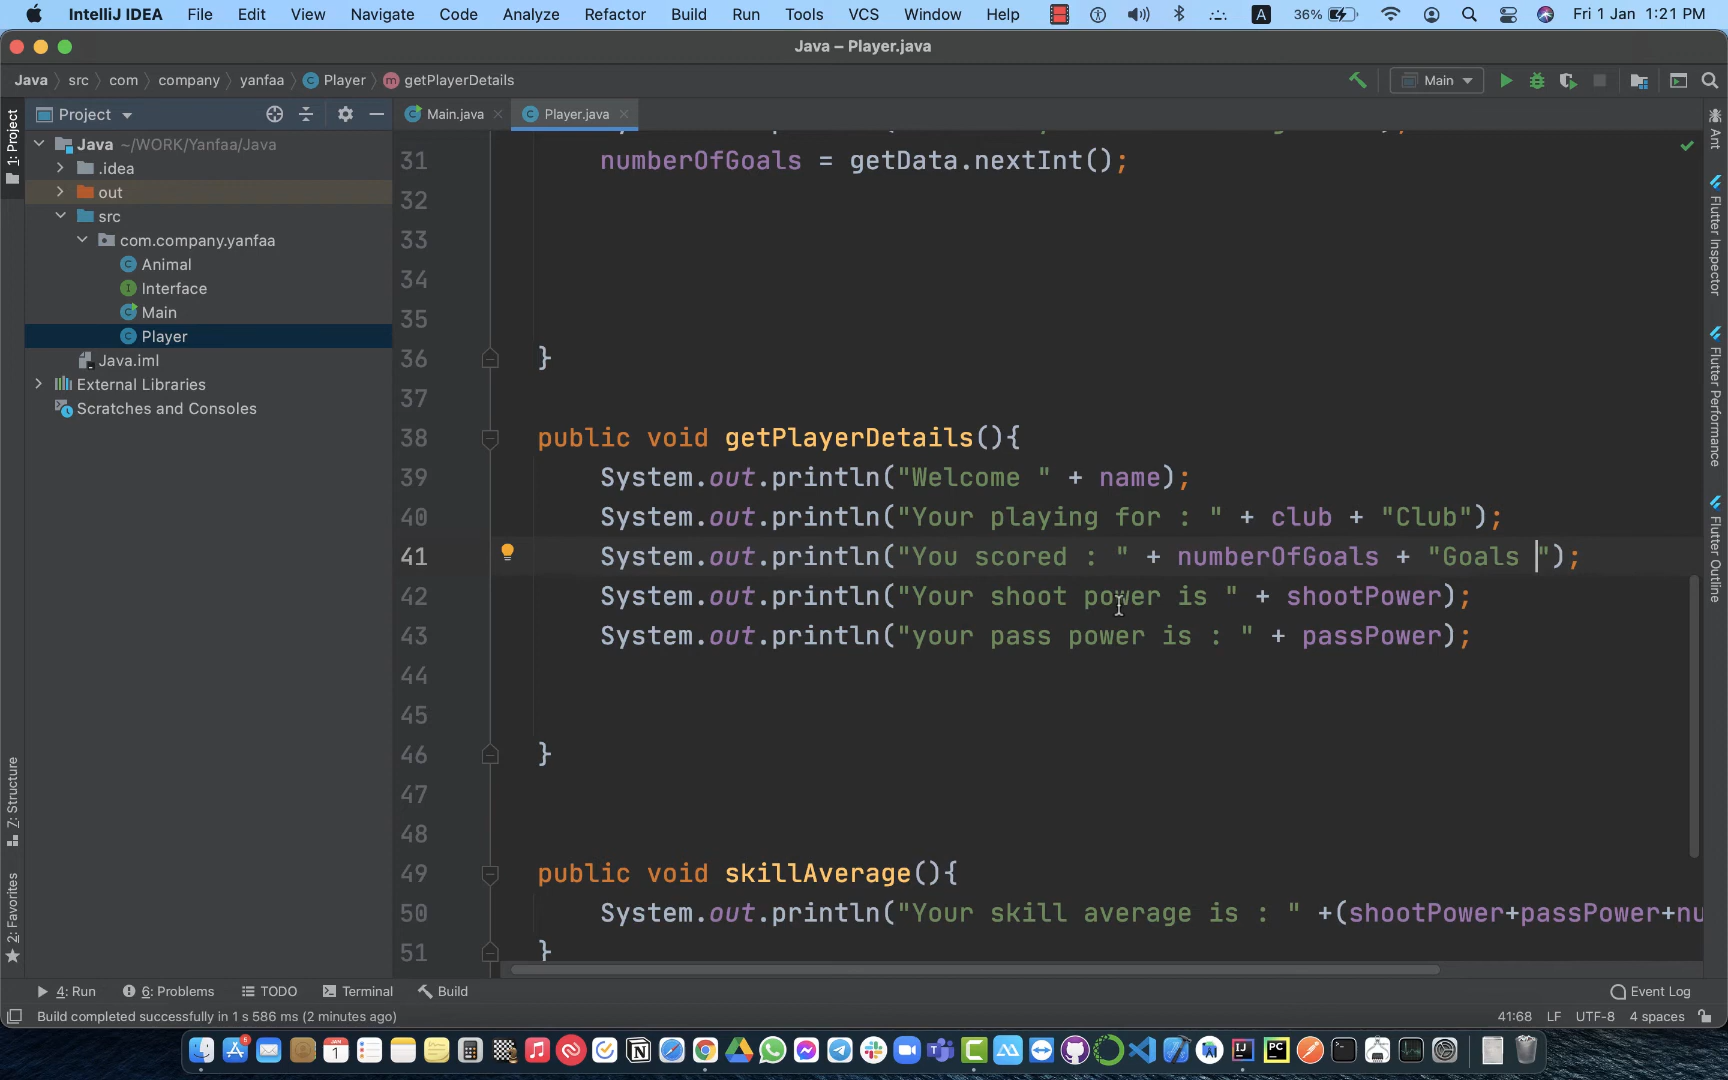 IntelliJ IDEA File Edit View Navigate Code Analyze Refactor Build Run Tools VCS Window Help A 36% Fri 1 Jan 1:21 PM
Java – Player.java
Java src com company yanfaa Player getPlayerDetails Main
Project Main.java Player.java
Java ~/WORK/Yanfaa/Java
.idea
out
src
com.company.yanfaa
Animal
Interface
Main
Player
Java.iml
External Libraries
Scratches and Consoles
1: Project
Z: Structure
2: Favorites
31 numberOfGoals = getData.nextInt();
32
33
34
35
36 }
37
38 public void getPlayerDetails(){
39 System.out.println("Welcome " + name);
40 System.out.println("Your playing for : " + club + "Club");
41 System.out.println("You scored : " + numberOfGoals + "Goals ");
42 System.out.println("Your shoot power is " + shootPower);
43 System.out.println("your pass power is : " + passPower);
44
45
46 }
47
48
49 public void skillAverage(){
50 System.out.println("Your skill average is : " +(shootPower+passPower+nu
51 }
Ant
Flutter Inspector
Flutter Performance
Flutter Outline
4: Run 6: Problems TODO Terminal Build Event Log
Build completed successfully in 1 s 586 ms (2 minutes ago) 41:68 LF UTF-8 4 spaces